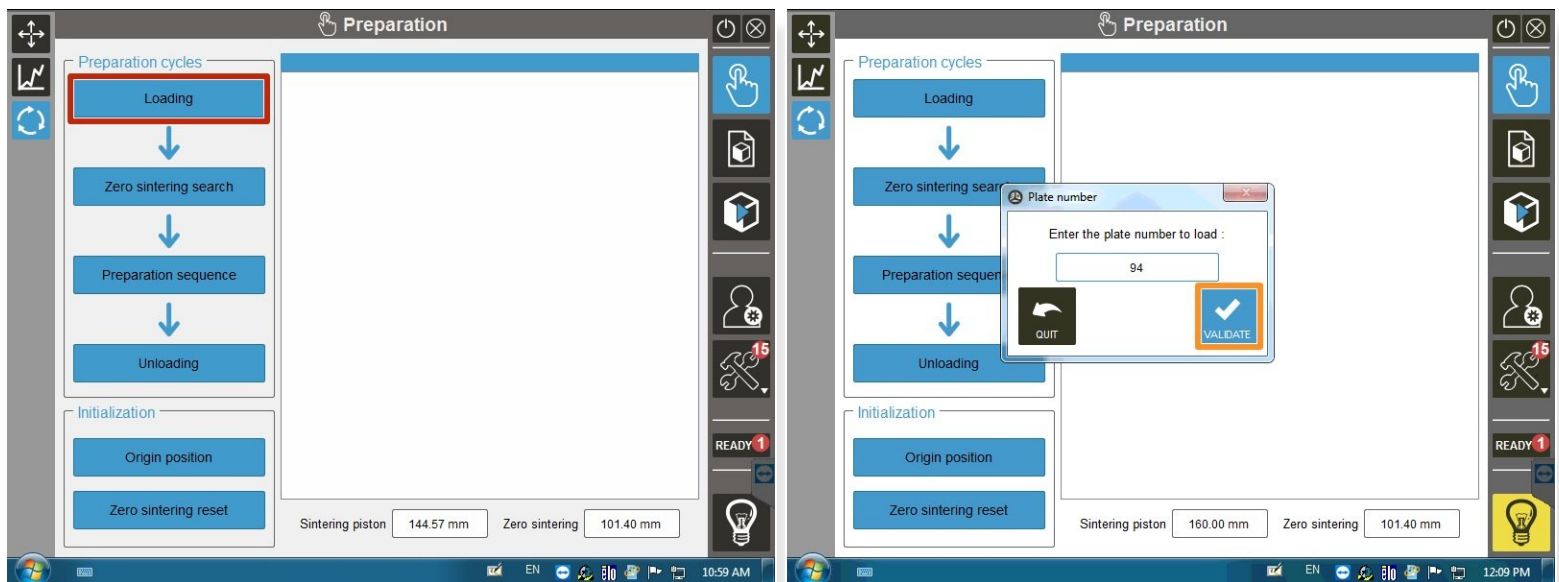 Preparation
Preparation cycles
Loading
Zero sintering search
Preparation sequence
Unloading
Initialization
Origin position
Zero sintering reset
Sintering piston 144.57 mm Zero sintering 101.40 mm
15
READY 1
EN 10:59 AM
Preparation
Preparation cycles
Loading
Zero sintering sear
Preparation sequen
Unloading
Plate number
Enter the plate number to load :
94
QUIT VALIDATE
Initialization
Origin position
Zero sintering reset
Sintering piston 160.00 mm Zero sintering 101.40 mm
15
READY 1
EN 12:09 PM